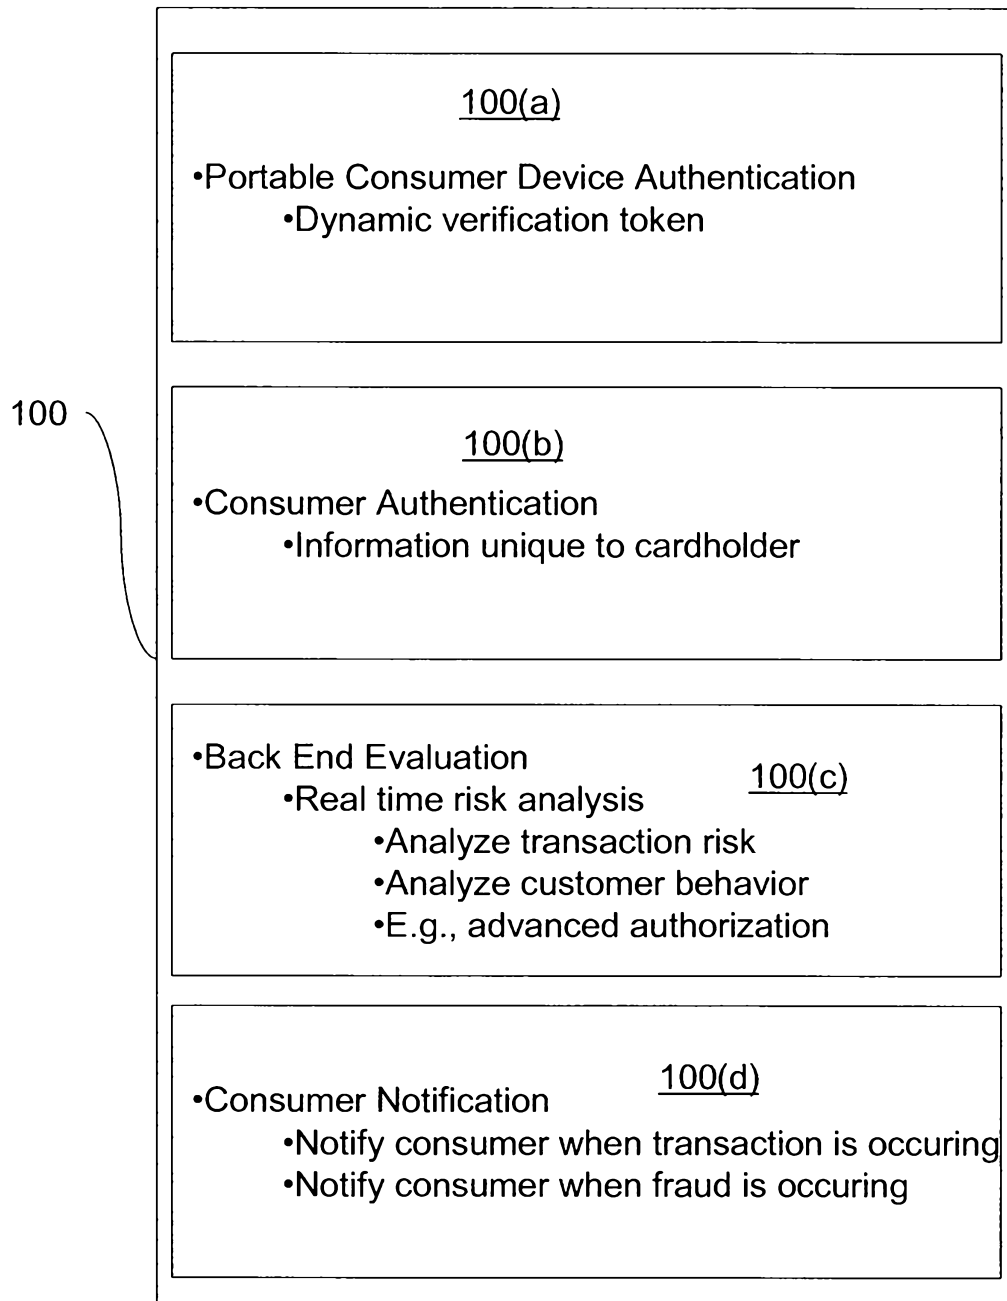 100(a)
•Portable Consumer Device Authentication
•Dynamic verification token
100
100(b)
•Consumer Authentication
•Information unique to cardholder
•Back End Evaluation
100(c)
•Real time risk analysis
•Analyze transaction risk
•Analyze customer behavior
•E.g., advanced authorization
100(d)
•Consumer Notification
•Notify consumer when transaction is occuring
•Notify consumer when fraud is occuring